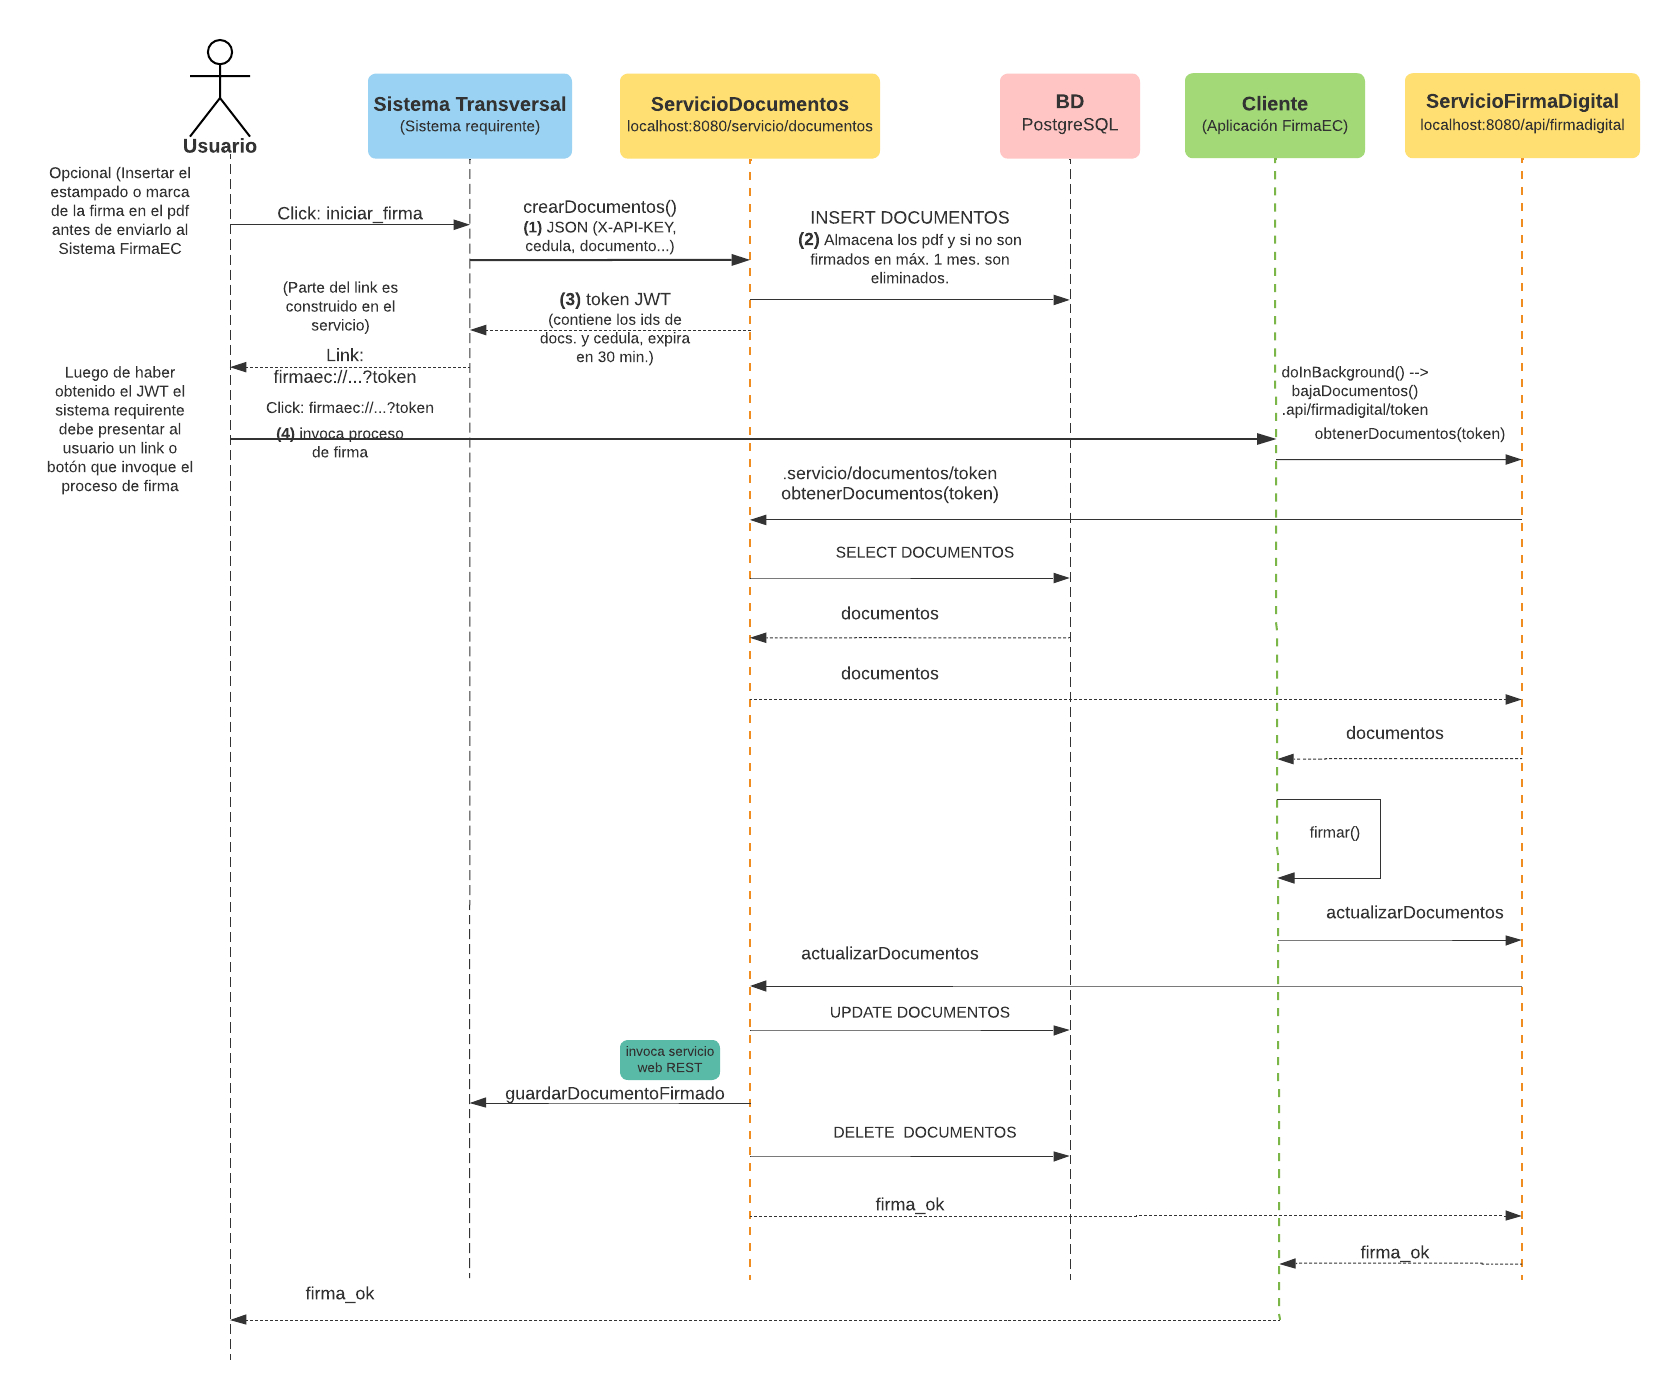 Usuario
Sistema Transversal
(Sistema requirente)
ServicioDocumentos
localhost:8080/servicio/documentos
BD
PostgreSQL
Cliente
(Aplicación FirmaEC)
ServicioFirmaDigital
localhost:8080/api/firmadigital
Opcional (Insertar el
estampado o marca
de la firma en el pdf
antes de enviarlo al
Sistema FirmaEC
Click: iniciar_firma
crearDocumentos()
(1) JSON (X-API-KEY,
cedula, documento...)
INSERT DOCUMENTOS
(2) Almacena los pdf y si no son
firmados en máx. 1 mes. son
eliminados.
(Parte del link es
construido en el
servicio)
(3) token JWT
(contiene los ids de
docs. y cedula, expira
en 30 min.)
Link:
firmaec://...?token
Luego de haber
obtenido el JWT el
sistema requirente
debe presentar al
usuario un link o
botón que invoque el
proceso de firma
Click: firmaec://...?token
(4) invoca proceso
de firma
doInBackground() -->
bajaDocumentos()
.api/firmadigital/token
obtenerDocumentos(token)
.servicio/documentos/token
obtenerDocumentos(token)
SELECT DOCUMENTOS
documentos
documentos
documentos
firmar()
actualizarDocumentos
actualizarDocumentos
UPDATE DOCUMENTOS
invoca servicio
web REST
guardarDocumentoFirmado
DELETE  DOCUMENTOS
firma_ok
firma_ok
firma_ok